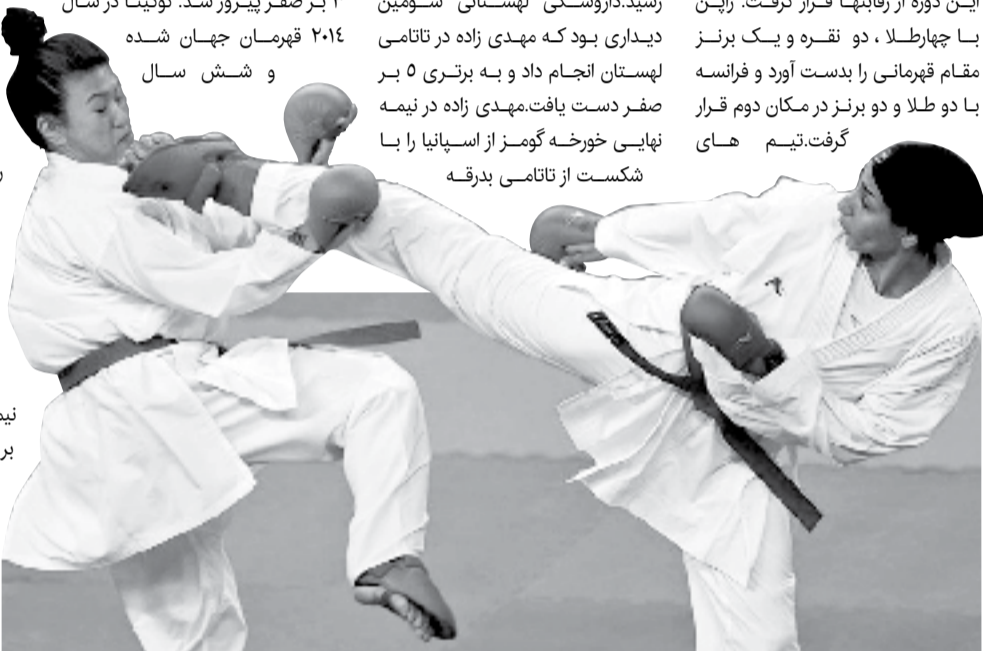 این دوره از رقابتها قرار گرفت. ژاپن
با چهارطلا ، دو نقره و یک برنز
مقام قهرمانی را بدست آورد و فرانسه
با دو طلا و دو برنز در مکان دوم قرار
گرفت.تیم های
رسید.داروسکی لهستانی سومین
دیداری بود که مهدی زاده در تاتامی
لهستان انجام داد و به برتری ۵ بر
صفر دست یافت.مهدی زاده در نیمه
نهایی خورخه گومز از اسپانیا را با
شکست از تاتامی بدرقه
بر صفر پیروز شد. در سال
۲۰۱٤ قهرمان جهان شده
و شش سال
نیم
بر